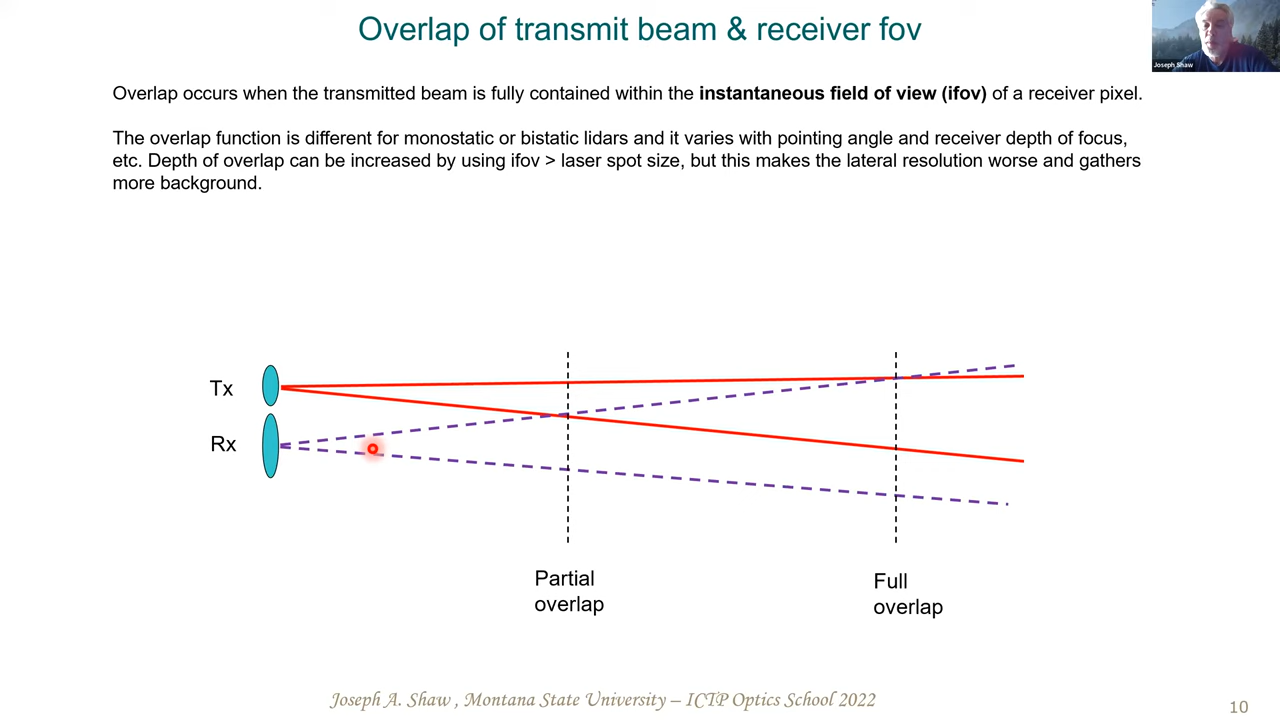 Overlap of transmit beam & receiver fov
Joseph Shaw
Overlap occurs when the transmitted beam is fully contained within the instantaneous field of view (ifov) of a receiver pixel.
The overlap function is different for monostatic or bistatic lidars and it varies with pointing angle and receiver depth of focus,
etc. Depth of overlap can be increased by using ifov > laser spot size, but this makes the lateral resolution worse and gathers
more background.
Tx
Rx
Partial
overlap
Full
overlap
Joseph A. Shaw , Montana State University – ICTP Optics School 2022
10